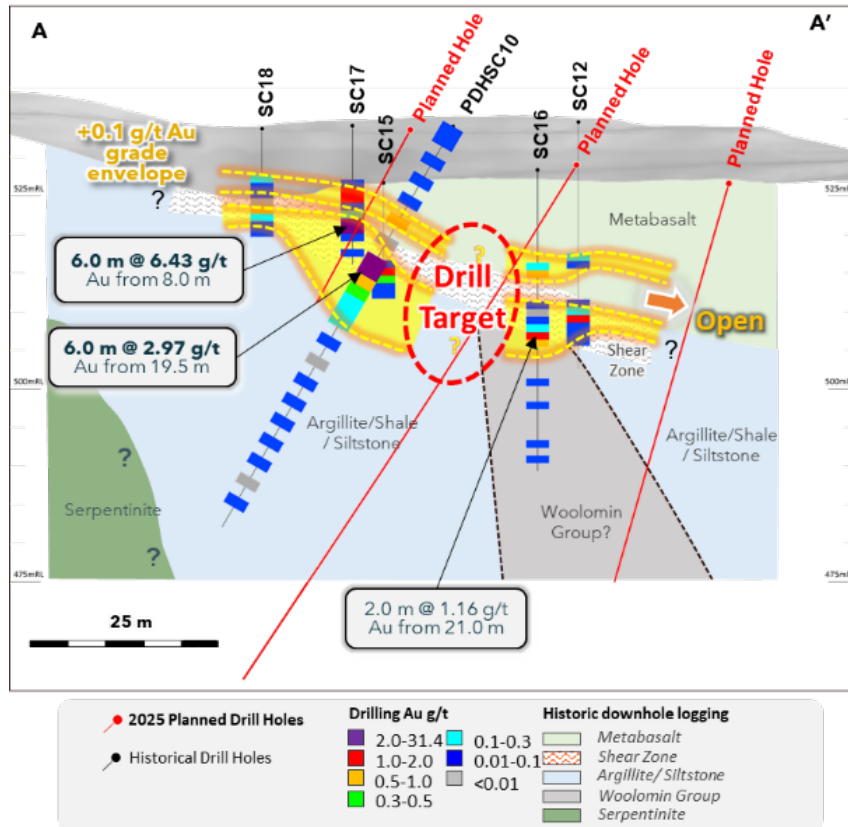 A
A'
SC18
SC17
SC15
Planned Hole
PDHSC10
SC16
SC12
Planned Hole
Planned Hole
+0.1 g/t Au
grade
envelope
525mRL
525mRL
?
Metabasalt
6.0 m @ 6.43 g/t
Au from 8.0 m
?
Drill
Target
?
Open
6.0 m @ 2.97 g/t
Au from 19.5 m
Shear
Zone
?
500mRL
500mRL
Argillite/Shale
/ Siltstone
Argillite/Shale
/ Siltstone
?
Serpentinite
?
Woolomin
Group?
475mRL
475mRL
2.0 m @ 1.16 g/t
Au from 21.0 m
25 m
2025 Planned Drill Holes
Historical Drill Holes
Drilling Au g/t
2.0-31.4
1.0-2.0
0.5-1.0
0.3-0.5
0.1-0.3
0.01-0.1
<0.01
Historic downhole logging
Metabasalt
Shear Zone
Argillite/ Siltstone
Woolomin Group
Serpentinite